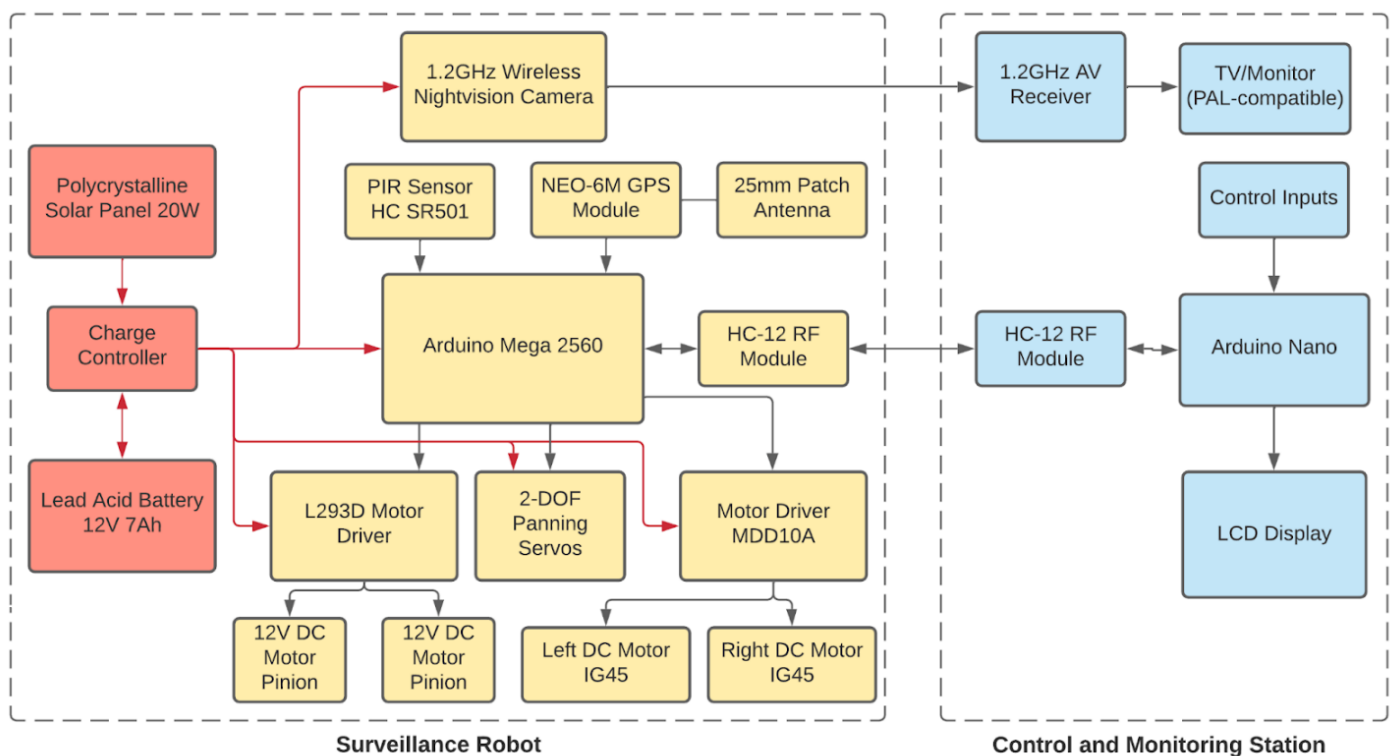 1.2GHz Wireless
Nightvision Camera
1.2GHz AV
Receiver
TV/Monitor
(PAL-compatible)
Polycrystalline
Solar Panel 20W
PIR Sensor
HC SR501
NEO-6M GPS
Module
25mm Patch
Antenna
Control Inputs
Charge
Controller
Arduino Mega 2560
HC-12 RF
Module
HC-12 RF
Module
Arduino Nano
Lead Acid Battery
12V 7Ah
L293D Motor
Driver
2-DOF
Panning
Servos
Motor Driver
MDD10A
LCD Display
12V DC
Motor
Pinion
12V DC
Motor
Pinion
Left DC Motor
IG45
Right DC Motor
IG45
Surveillance Robot
Control and Monitoring Station